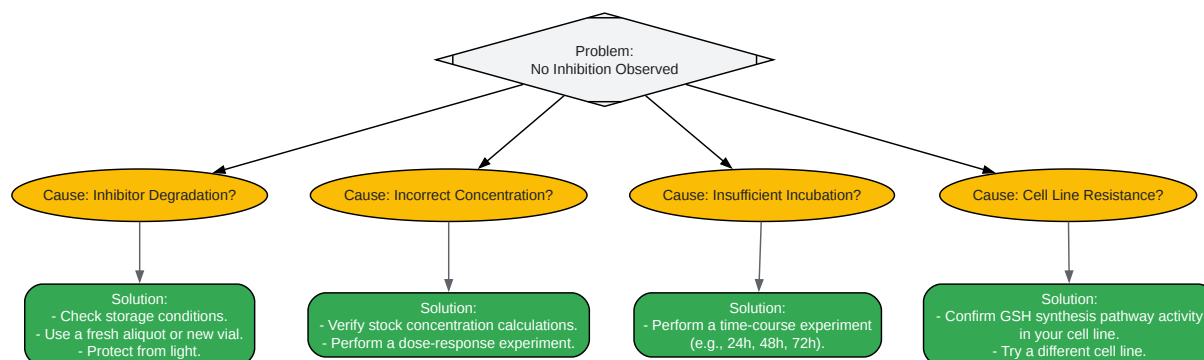 Problem:
No Inhibition Observed
Cause: Inhibitor Degradation?
Cause: Incorrect Concentration?
Cause: Insufficient Incubation?
Cause: Cell Line Resistance?
Solution:
- Check storage conditions.
- Use a fresh aliquot or new vial.
- Protect from light.
Solution:
- Verify stock concentration calculations.
- Perform a dose-response experiment.
Solution:
- Perform a time-course experiment
(e.g., 24h, 48h, 72h).
Solution:
- Confirm GSH synthesis pathway activity
in your cell line.
- Try a different cell line.